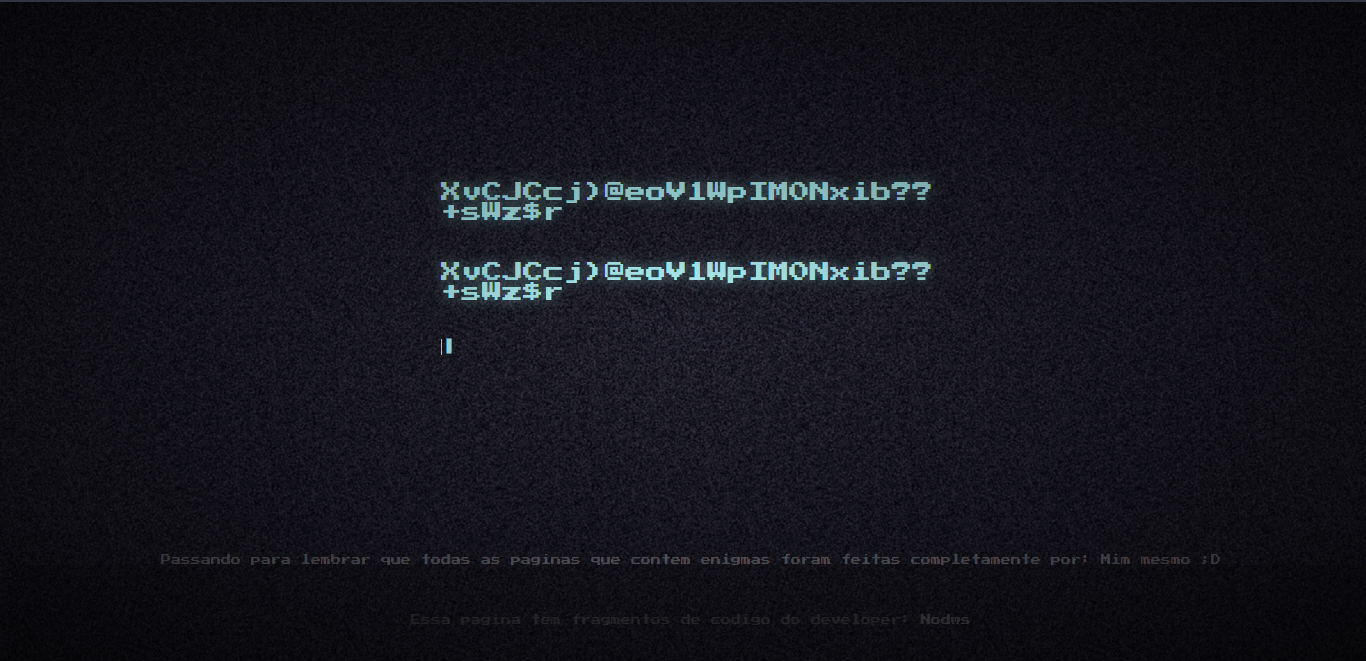 XvCJCcj)@eoV1WpIMONxib??
+sWz$r
XvCJCcj)@eoV1WpIMONxib??
+sWz$r
Passando para lembrar que todas as paginas que contem enigmas foram feitas completamente por: Mim mesmo ;D
Essa pagina tem fragmentos de codigo do developer: Nodws